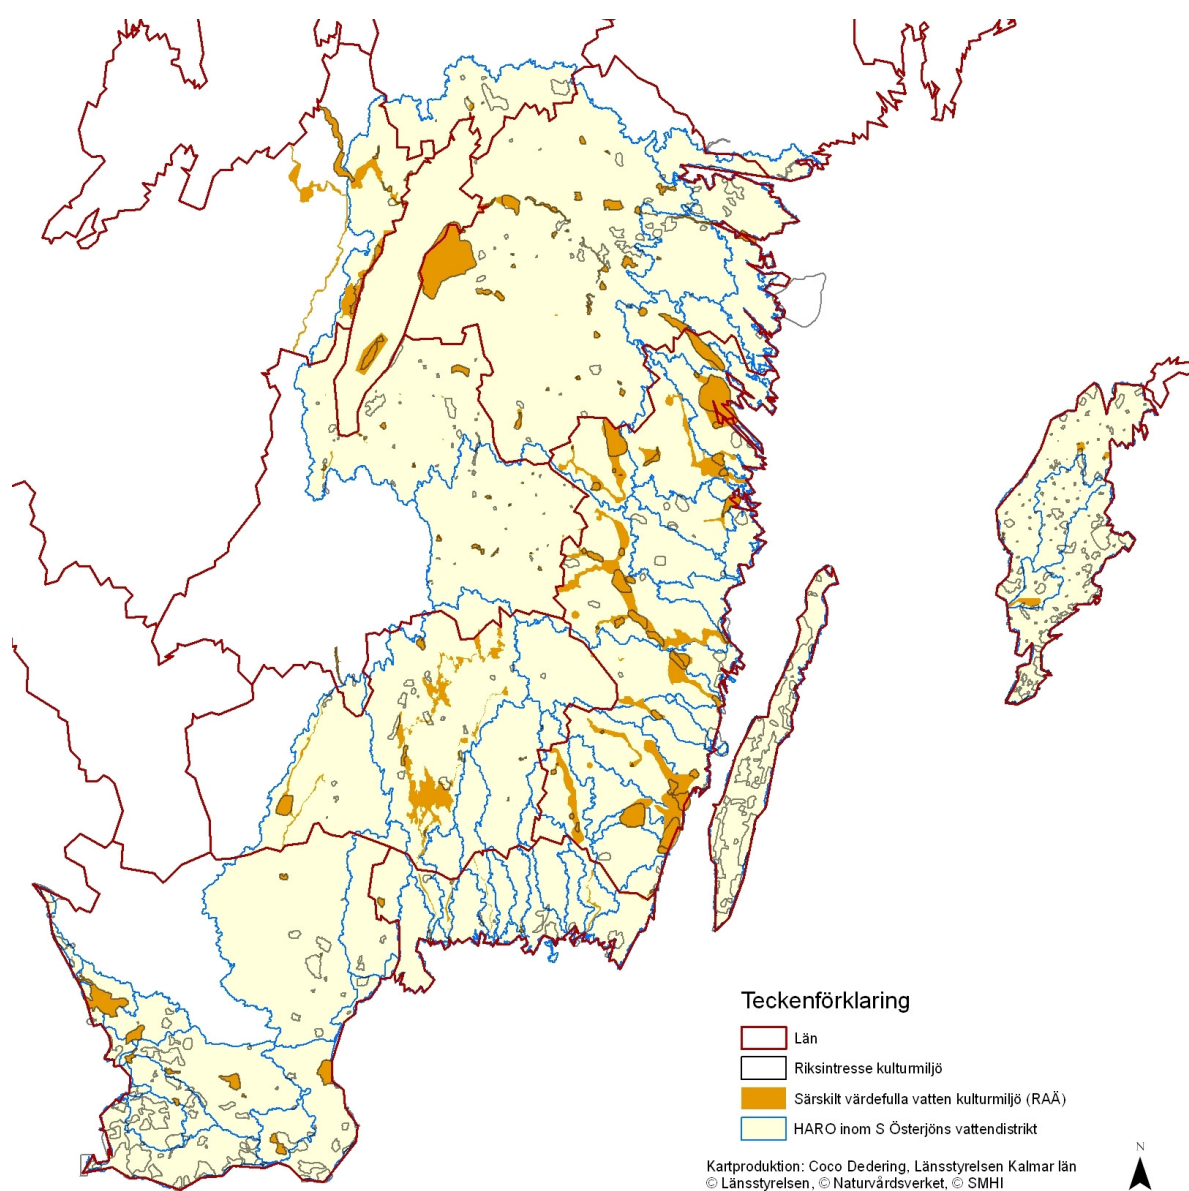 Teckenförklaring
Län
Riksintresse kulturmiljö
Särskilt värdefulla vatten kulturmiljö (RAÄ)
HARO inom S Österjöns vattendistrikt
Kartproduktion: Coco Dedering, Länsstyrelsen Kalmar län
© Länsstyrelsen, © Naturvårdsverket, © SMHI
N